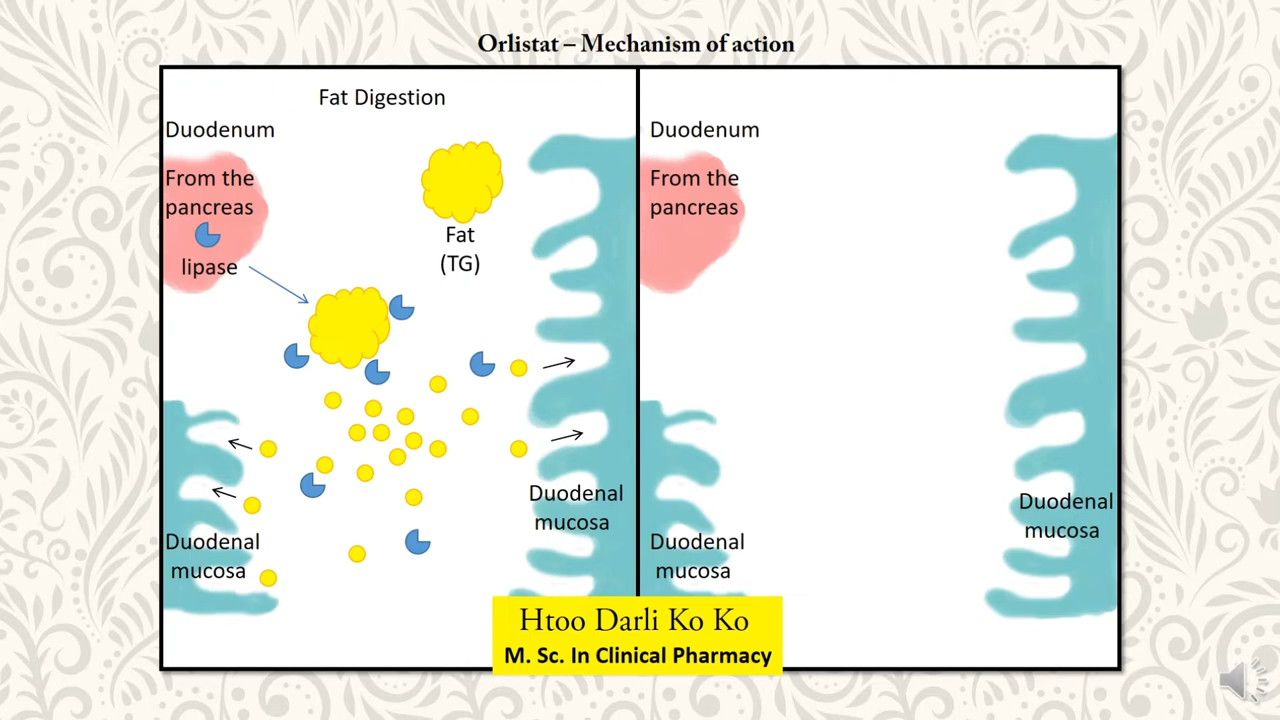 Orlistat – Mechanism of action
Fat Digestion
Duodenum
From the
pancreas
lipase
Fat
(TG)
Duodenal
mucosa
Duodenal
mucosa
Duodenum
From the
pancreas
Duodenal
mucosa
Duodenal
mucosa
Htoo Darli Ko Ko
M. Sc. In Clinical Pharmacy